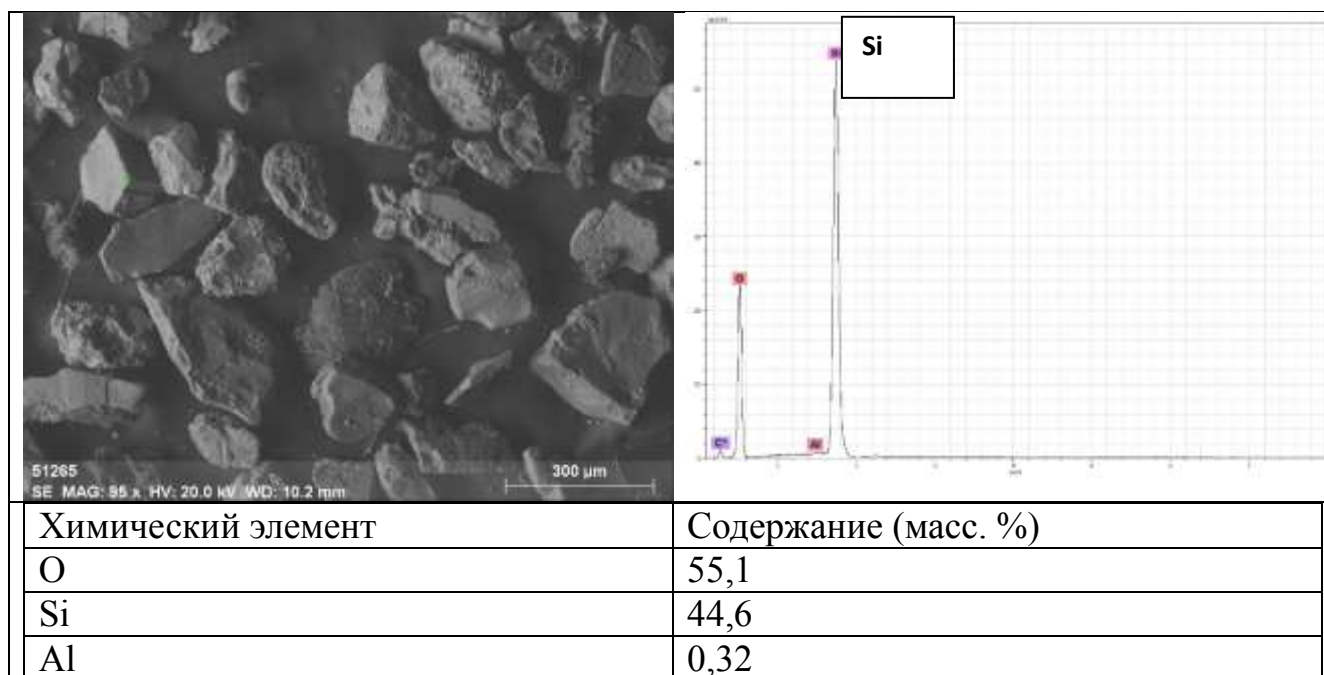 Si
O
Al
51265
SE MAG: 95 x HV: 20.0 kV WD: 10.2 mm
300 µm
Химический элемент
Содержание (масс. %)
O
55,1
Si
44,6
Al
0,32